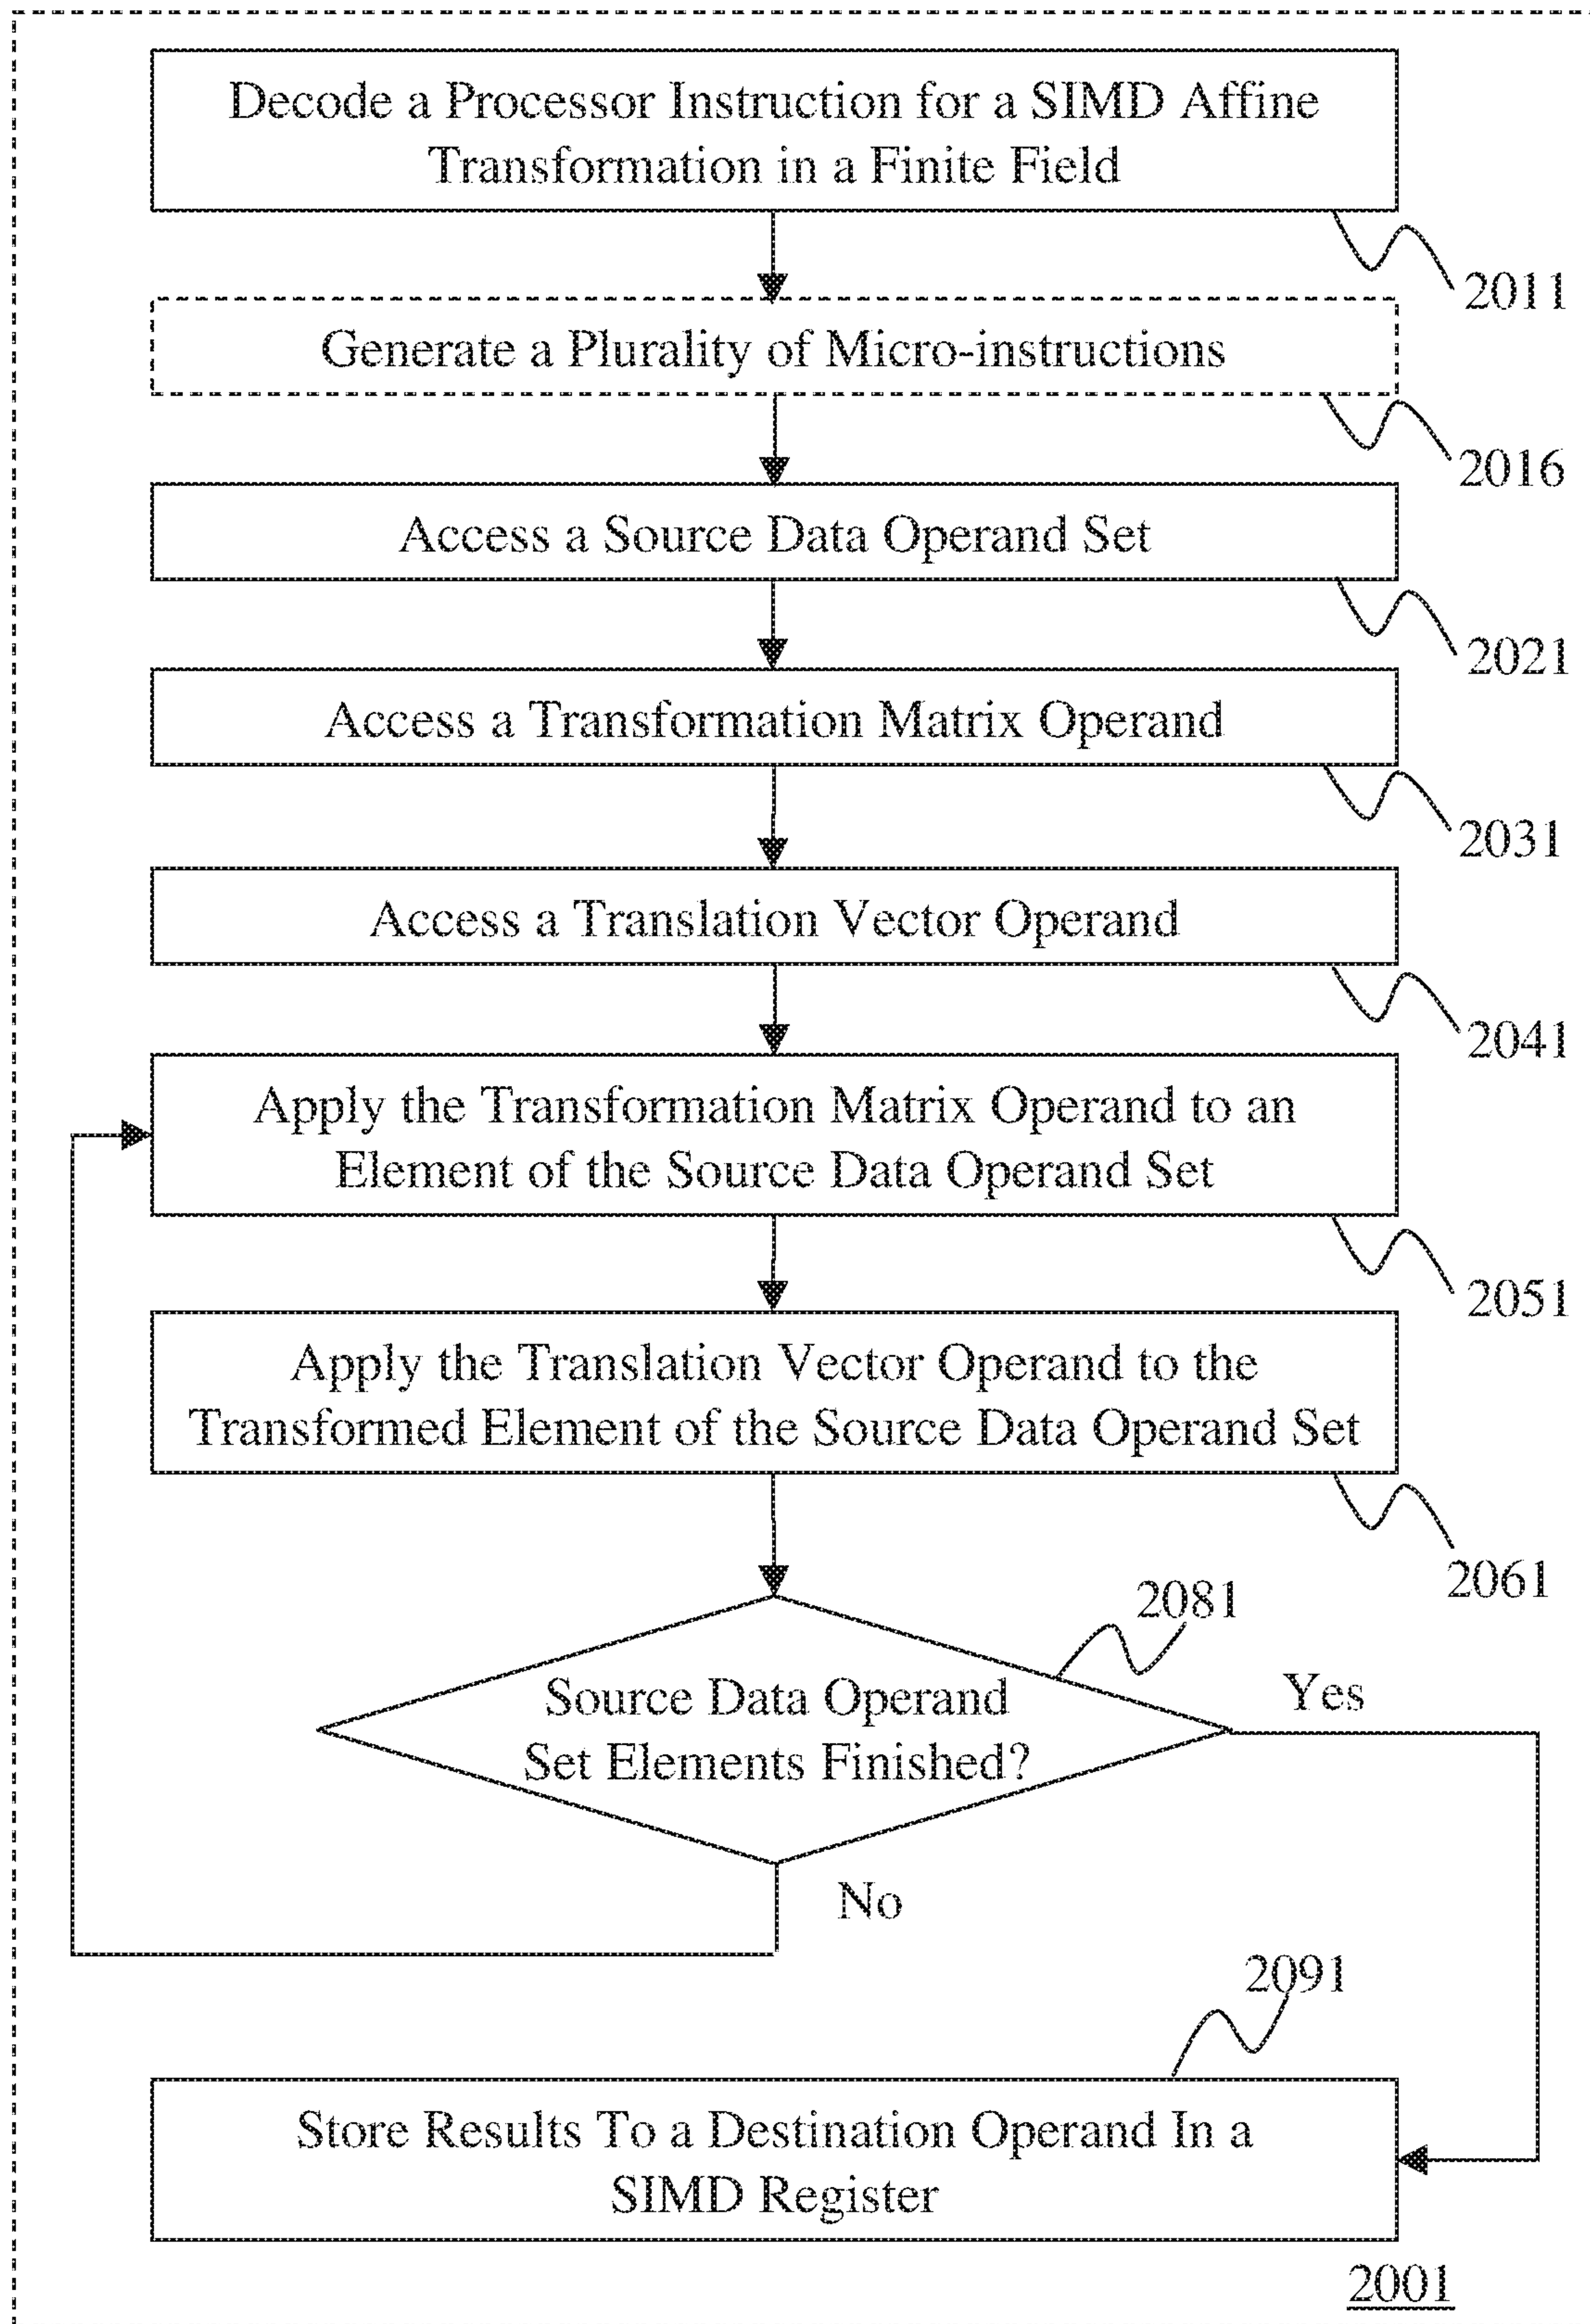 Decode a Processor Instruction for a SIMD Affine
Transformation in a Finite Field
2011
Generate a Plurality of Micro-instructions
2016
Access a Source Data Operand Set
2021
Access a Transformation Matrix Operand
2031
Access a Translation Vector Operand
2041
Apply the Transformation Matrix Operand to an
Element of the Source Data Operand Set
2051
Apply the Translation Vector Operand to the
Transformed Element of the Source Data Operand Set
2061
2081
Source Data Operand
Set Elements Finished?
Yes
No
2091
Store Results To a Destination Operand In a
SIMD Register
2001